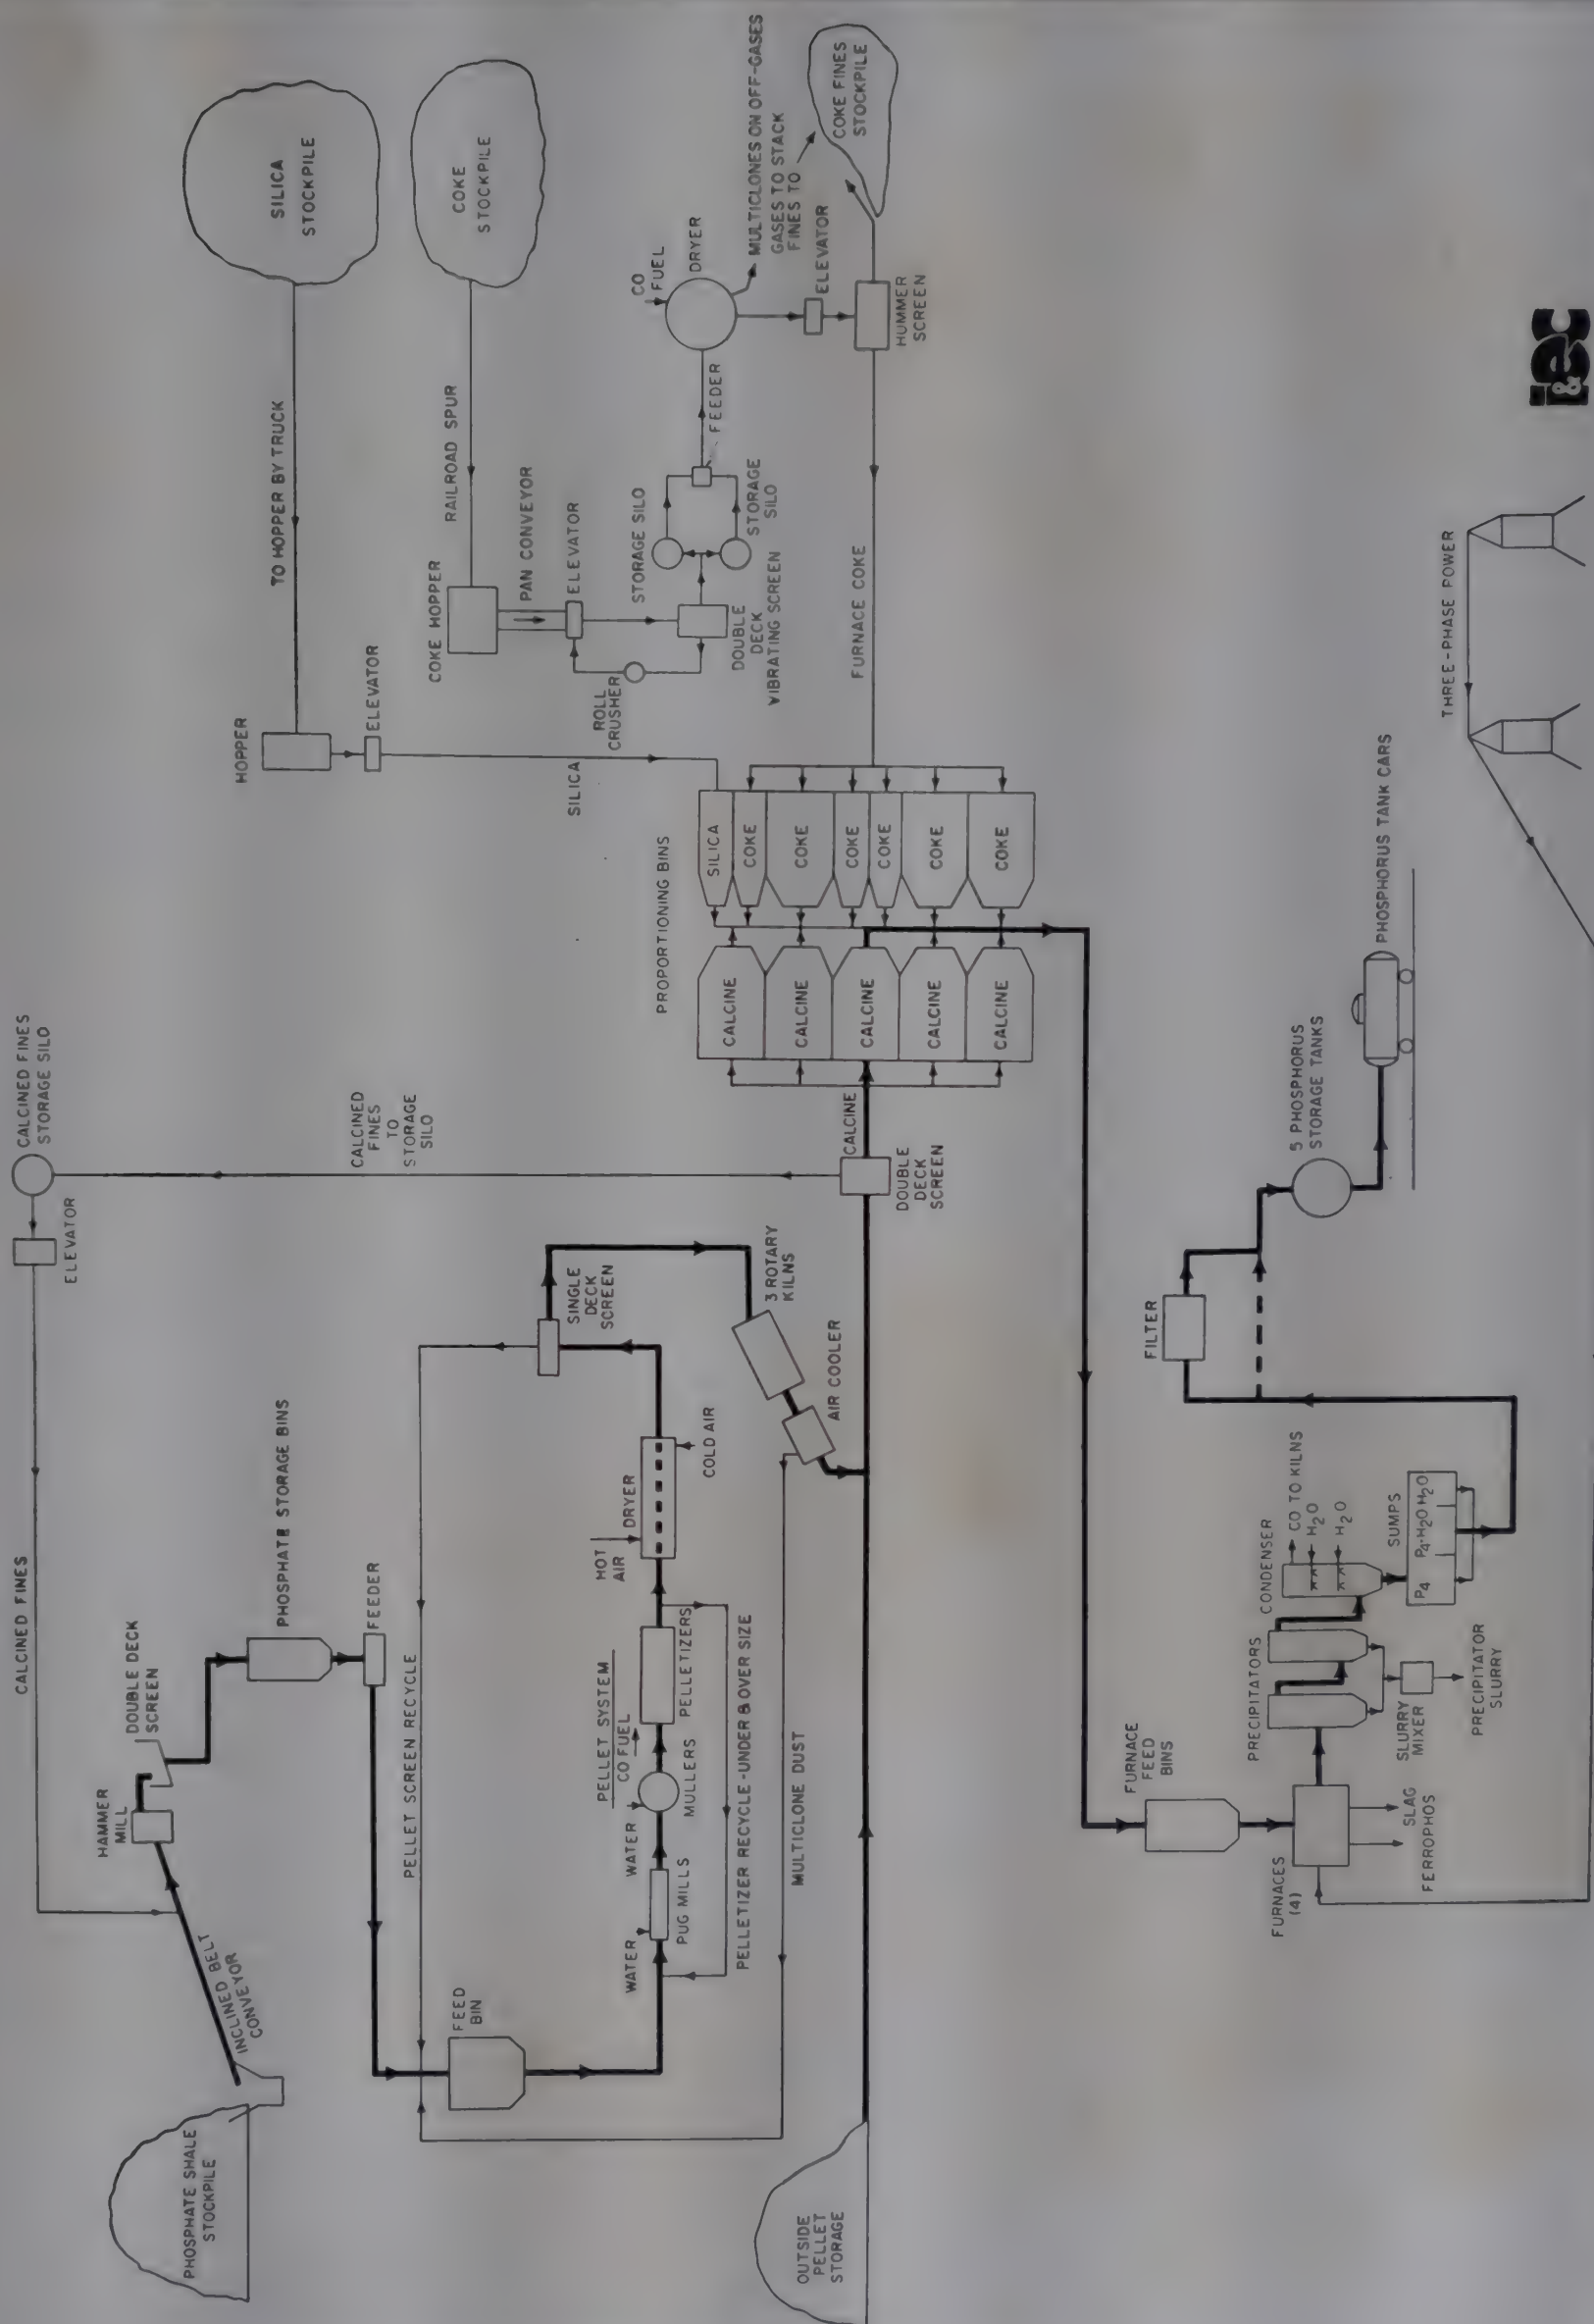 PHOSPHATE SHALE
STOCKPILE
INCLINED BELT
CONVEYOR
HAMMER
MILL
DOUBLE DECK
SCREEN
CALCINED FINES
ELEVATOR
CALCINED FINES
STORAGE SILO
PHOSPHATE STORAGE BINS
FEEDER
CALCINED
FINES
TO
STORAGE
SILO
HOPPER
TO HOPPER BY TRUCK
SILICA
STOCKPILE
ELEVATOR
SILICA
COKE HOPPER
RAILROAD SPUR
COKE
STOCKPILE
PAN CONVEYOR
ELEVATOR
ROLL
CRUSHER
STORAGE SILO
DOUBLE
DECK
VIBRATING SCREEN
STORAGE
SILO
FEEDER
CO
FUEL
DRYER
MULTICLONES ON OFF-GASES
GASES TO STACK
FINES TO
ELEVATOR
COKE FINES
STOCKPILE
HUMMER
SCREEN
FURNACE COKE
PELLET SCREEN RECYCLE
FEED
BIN
WATER
PUG MILLS
WATER
MULLERS
PELLET SYSTEM
CO FUEL
PELLETIZERS
HOT
AIR
DRYER
COLD AIR
SINGLE
DECK
SCREEN
3 ROTARY
KILNS
AIR COOLER
PELLETIZER RECYCLE-UNDER & OVER SIZE
MULTICLONE DUST
OUTSIDE
PELLET
STORAGE
DOUBLE
DECK
SCREEN
CALCINE
PROPORTIONING BINS
CALCINE
CALCINE
CALCINE
CALCINE
CALCINE
SILICA
COKE
COKE
COKE
COKE
COKE
COKE
FURNACE
FEED
BINS
FURNACES
(4)
SLAG
FERROPHOS
PRECIPITATORS
SLURRY
MIXER
PRECIPITATOR
SLURRY
CONDENSER
CO TO KILNS
H2O
H2O
SUMPS
P4
P4-H2O
H2O
FILTER
5 PHOSPHORUS
STORAGE TANKS
PHOSPHORUS TANK CARS
THREE-PHASE POWER
i&ec